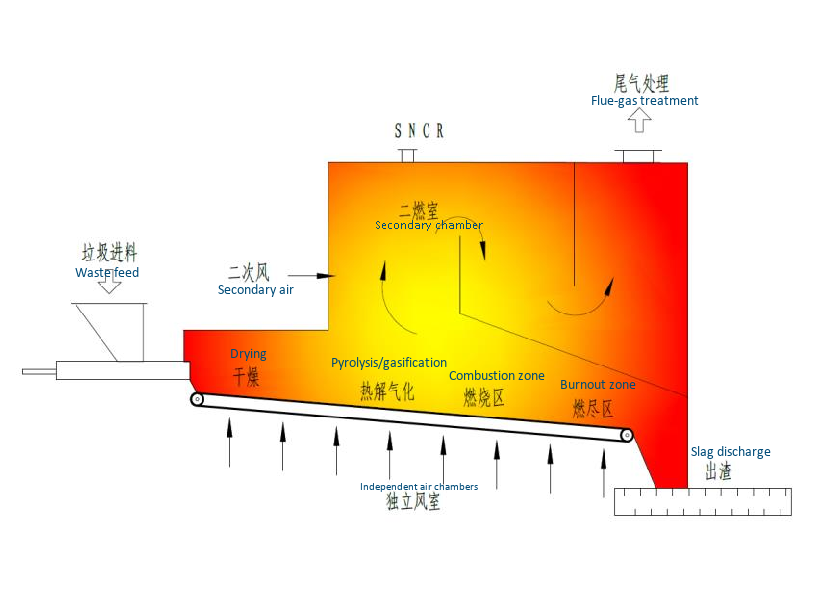 尾气处理
Flue-gas treatment
SNCR
二燃室
Secondary chamber
垃圾进料
Waste feed
二次风
Secondary air
Drying
干燥
Pyrolysis/gasification
热解气化
Combustion zone
燃烧区
Burnout zone
燃尽区
Slag discharge
出渣
Independent air chambers
独立风室